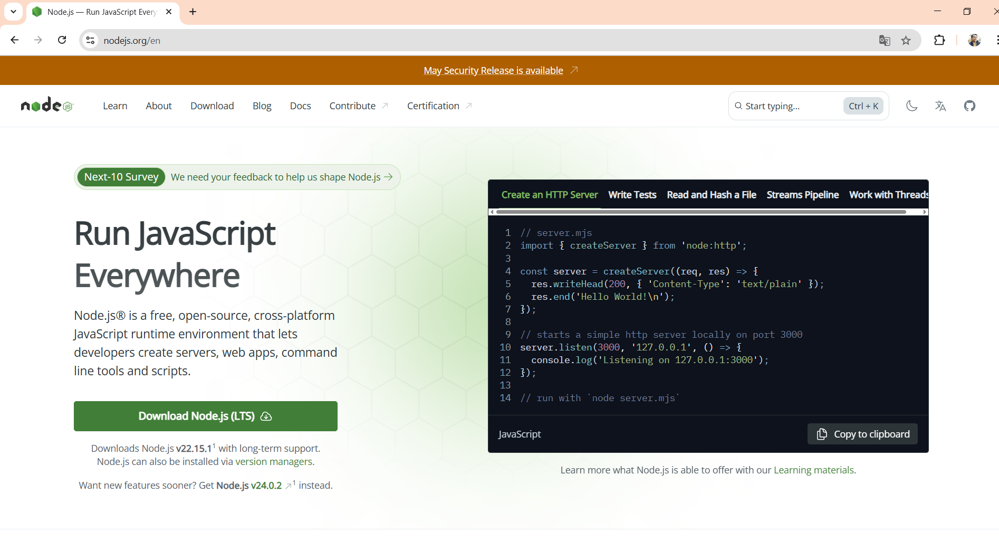 Node.js — Run JavaScript Every
nodejs.org/en
May Security Release is available
node JS
Learn About Download Blog Docs Contribute Certification Start typing... Ctrl + K
Next-10 Survey We need your feedback to help us shape Node.js
Run JavaScript
Everywhere
Node.js® is a free, open-source, cross-platform
JavaScript runtime environment that lets
developers create servers, web apps, command
line tools and scripts.
Download Node.js (LTS)
Downloads Node.js v22.15.1¹ with long-term support.
Node.js can also be installed via version managers.
Want new features sooner? Get Node.js v24.0.2 ¹ instead.
Create an HTTP Server Write Tests Read and Hash a File Streams Pipeline Work with Threads
1 // server.mjs
2 import { createServer } from 'node:http';
3
4 const server = createServer((req, res) => {
5   res.writeHead(200, { 'Content-Type': 'text/plain' });
6   res.end('Hello World!\n');
7 });
8
9 // starts a simple http server locally on port 3000
10 server.listen(3000, '127.0.0.1', () => {
11   console.log('Listening on 127.0.0.1:3000');
12 });
13
14 // run with `node server.mjs`
JavaScript Copy to clipboard
Learn more what Node.js is able to offer with our Learning materials.